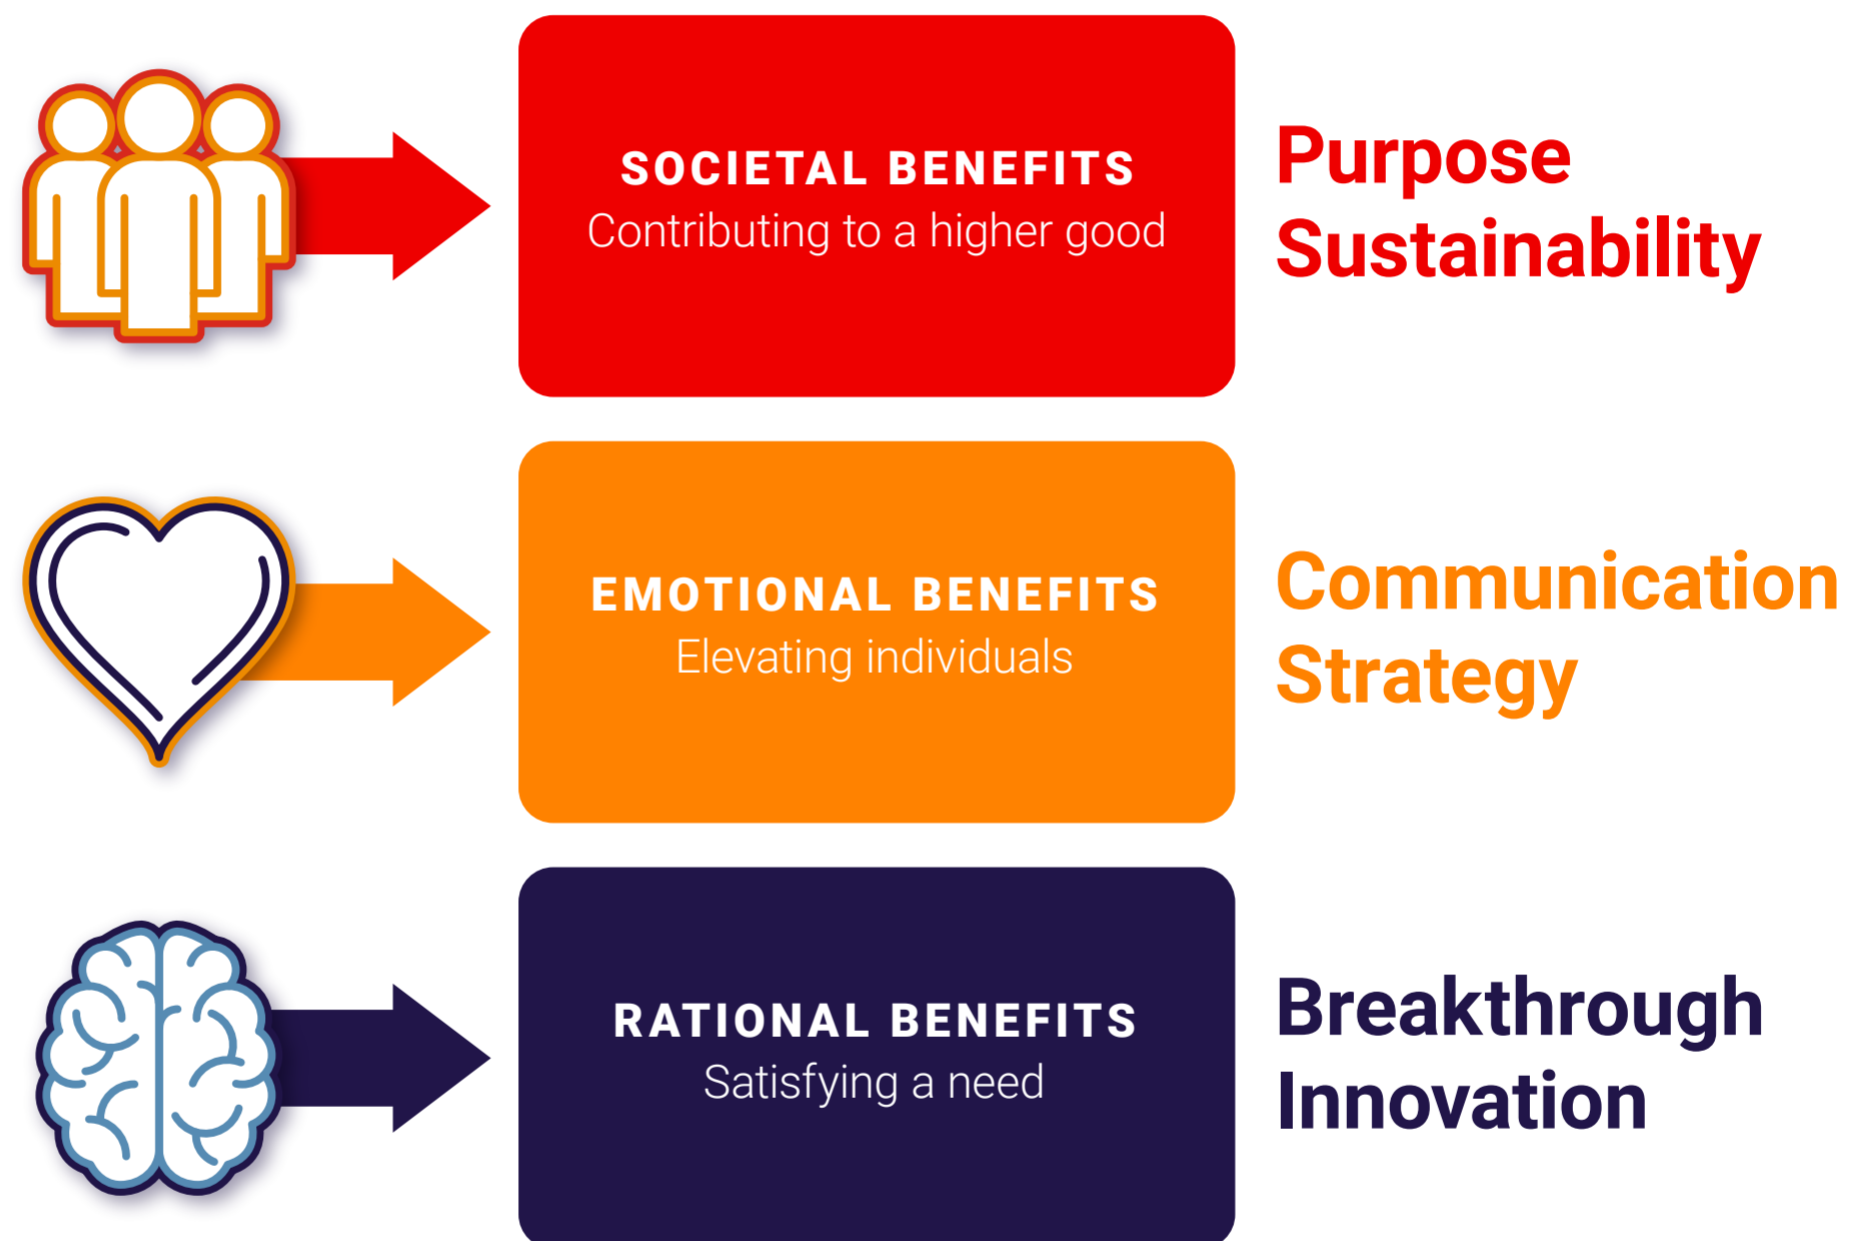 SOCIETAL BENEFITS
Contributing to a higher good
Purpose
Sustainability
EMOTIONAL BENEFITS
Elevating individuals
Communication
Strategy
RATIONAL BENEFITS
Satisfying a need
Breakthrough
Innovation